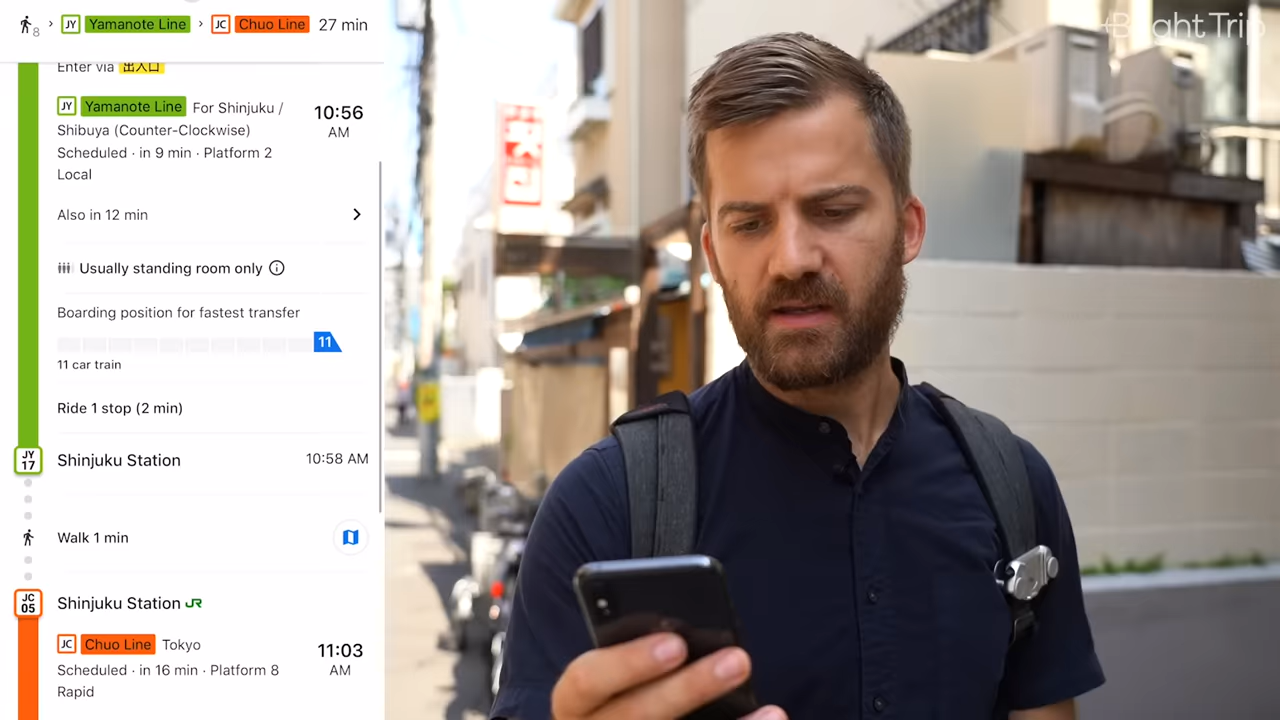 8 JY Yamanote Line JC Chuo Line 27 min
Enter via 出入口
JY Yamanote Line For Shinjuku /
Shibuya (Counter-Clockwise)
10:56
AM
Scheduled · in 9 min · Platform 2
Local
Also in 12 min
Usually standing room only
Boarding position for fastest transfer
11
11 car train
Ride 1 stop (2 min)
JY
17
Shinjuku Station 10:58 AM
Walk 1 min
JC
05
Shinjuku Station JR
JC Chuo Line Tokyo
11:03
AM
Scheduled · in 16 min · Platform 8
Rapid
Bright Trip